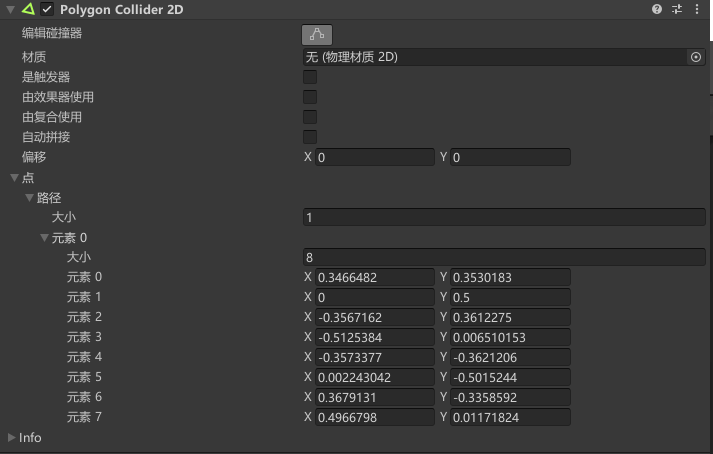 Polygon Collider 2D
编辑碰撞器
材质 无 (物理材质 2D)
是触发器
由效果器使用
由复合使用
自动拼接
偏移 X 0 Y 0
点
路径
大小 1
元素 0
大小 8
元素 0 X 0.3466482 Y 0.3530183
元素 1 X 0 Y 0.5
元素 2 X -0.3567162 Y 0.3612275
元素 3 X -0.5125384 Y 0.006510153
元素 4 X -0.3573377 Y -0.3621206
元素 5 X 0.002243042 Y -0.5015244
元素 6 X 0.3679131 Y -0.3358592
元素 7 X 0.4966798 Y 0.01171824
Info